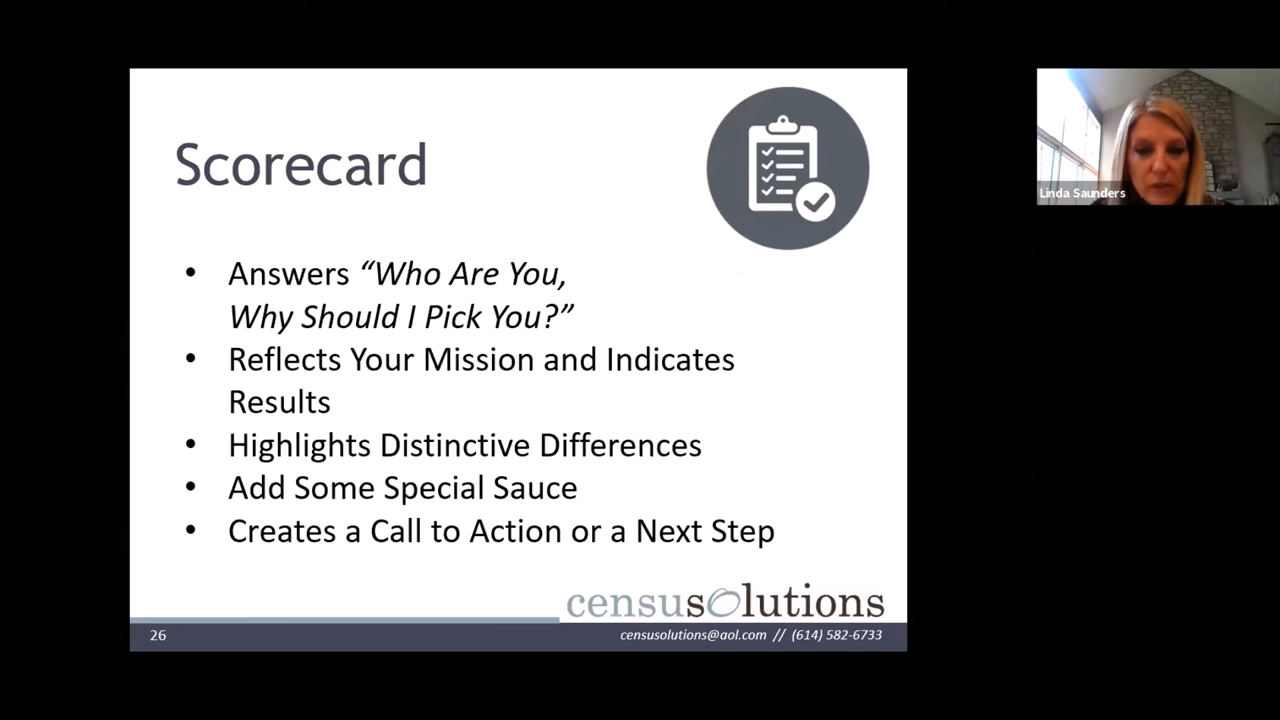 Scorecard
• Answers “Who Are You,
Why Should I Pick You?”
• Reflects Your Mission and Indicates
Results
• Highlights Distinctive Differences
• Add Some Special Sauce
• Creates a Call to Action or a Next Step
censusolutions
26
censusolutions@aol.com // (614) 582-6733
Linda Saunders